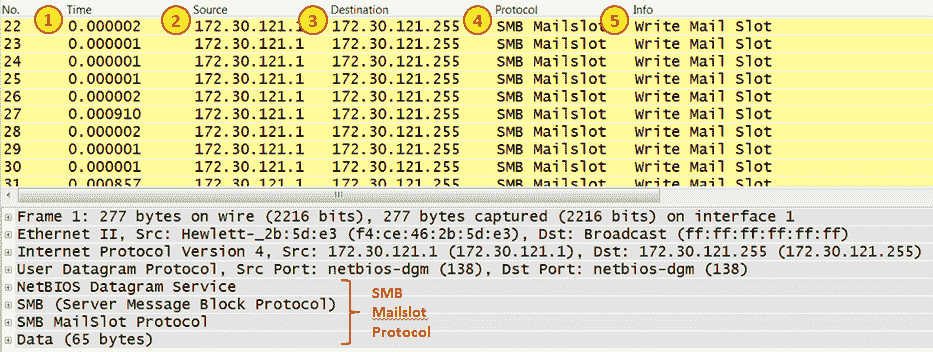 No. 1 Time 2 Source 3 Destination 4 Protocol 5 Info
22 0.000002 172.30.121.1 172.30.121.255 SMB Mailslot Write Mail Slot
23 0.000001 172.30.121.1 172.30.121.255 SMB Mailslot Write Mail Slot
24 0.000001 172.30.121.1 172.30.121.255 SMB Mailslot Write Mail Slot
25 0.000001 172.30.121.1 172.30.121.255 SMB Mailslot Write Mail Slot
26 0.000002 172.30.121.1 172.30.121.255 SMB Mailslot Write Mail Slot
27 0.000910 172.30.121.1 172.30.121.255 SMB Mailslot Write Mail Slot
28 0.000002 172.30.121.1 172.30.121.255 SMB Mailslot Write Mail Slot
29 0.000001 172.30.121.1 172.30.121.255 SMB Mailslot Write Mail Slot
30 0.000001 172.30.121.1 172.30.121.255 SMB Mailslot Write Mail Slot
31 0.000857 172.30.121.1 172.30.121.255 SMB Mailslot Write Mail Slot
Frame 1: 277 bytes on wire (2216 bits), 277 bytes captured (2216 bits) on interface 1
Ethernet II, Src: Hewlett-_2b:5d:e3 (f4:ce:46:2b:5d:e3), Dst: Broadcast (ff:ff:ff:ff:ff:ff)
Internet Protocol Version 4, Src: 172.30.121.1 (172.30.121.1), Dst: 172.30.121.255 (172.30.121.255)
User Datagram Protocol, Src Port: netbios-dgm (138), Dst Port: netbios-dgm (138)
NetBIOS Datagram Service
SMB (Server Message Block Protocol)
SMB MailSlot Protocol
Data (65 bytes)
SMB
Mailslot
Protocol